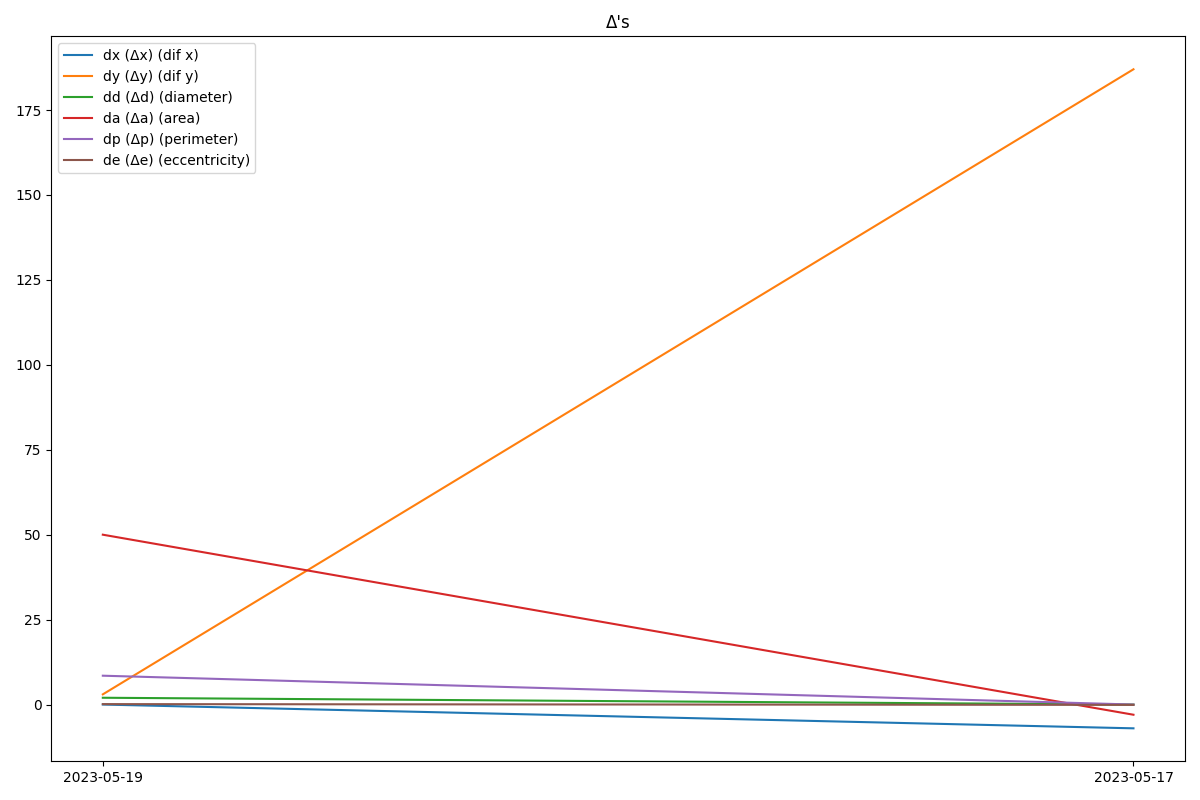 Δ's
dx (Δx) (dif x)
dy (Δy) (dif y)
dd (Δd) (diameter)
da (Δa) (area)
dp (Δp) (perimeter)
de (Δe) (eccentricity)
175
150
125
100
75
50
25
0
2023-05-19 2023-05-17